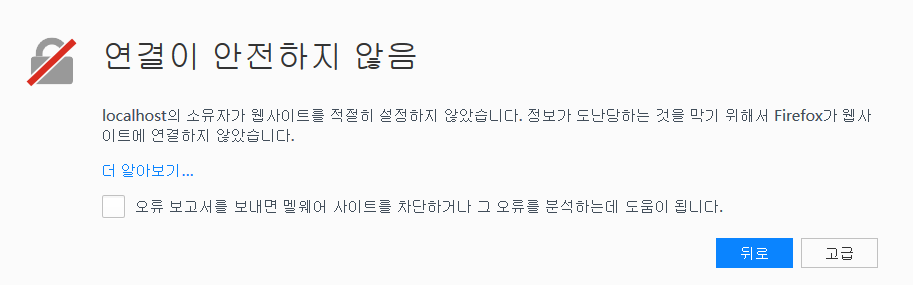 연결이 안전하지 않음
localhost의 소유자가 웹사이트를 적절히 설정하지 않았습니다. 정보가 도난당하는 것을 막기 위해서 Firefox가 웹사
이트에 연결하지 않았습니다.
더 알아보기...
오류 보고서를 보내면 멜웨어 사이트를 차단하거나 그 오류를 분석하는데 도움이 됩니다.
뒤로 고급